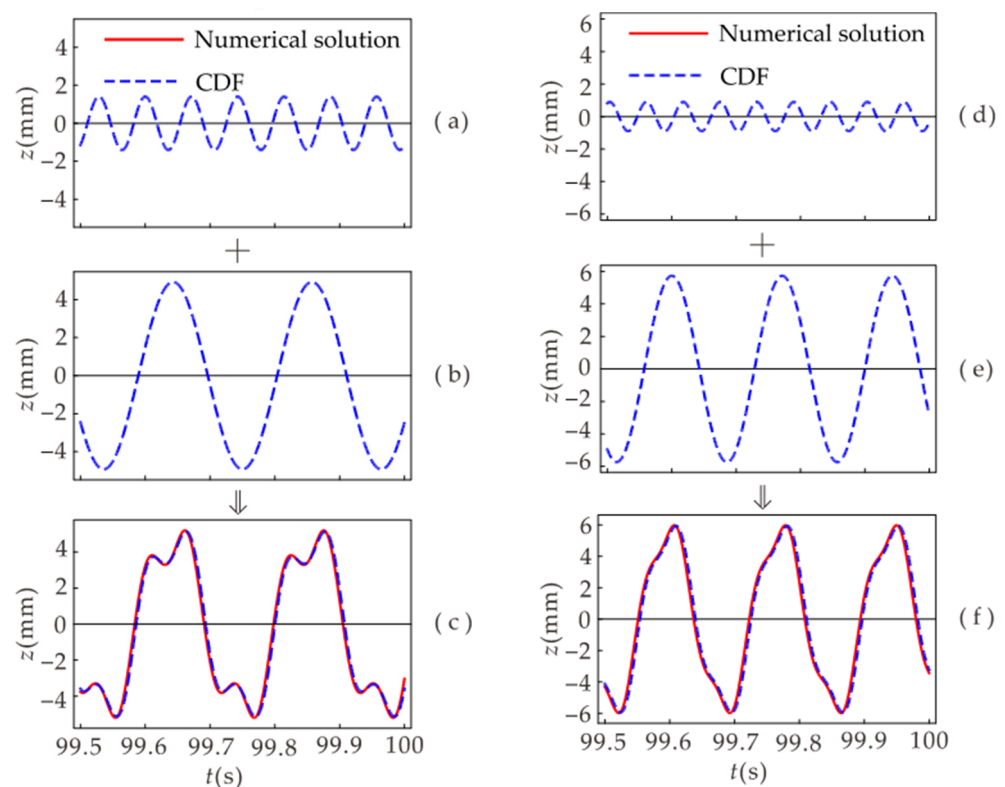 Numerical solution
CDF
z(mm)
4
2
0
−2
−4
( a )
+
z(mm)
4
2
0
−2
−4
( b )
⇓
z(mm)
4
2
0
−2
−4
( c )
99.5 99.6 99.7 99.8 99.9 100
t(s)
Numerical solution
CDF
z(mm)
6
4
2
0
−2
−4
−6
( d )
+
z(mm)
6
4
2
0
−2
−4
−6
( e )
⇓
z(mm)
6
4
2
0
−2
−4
−6
( f )
99.5 99.6 99.7 99.8 99.9 100
t(s)